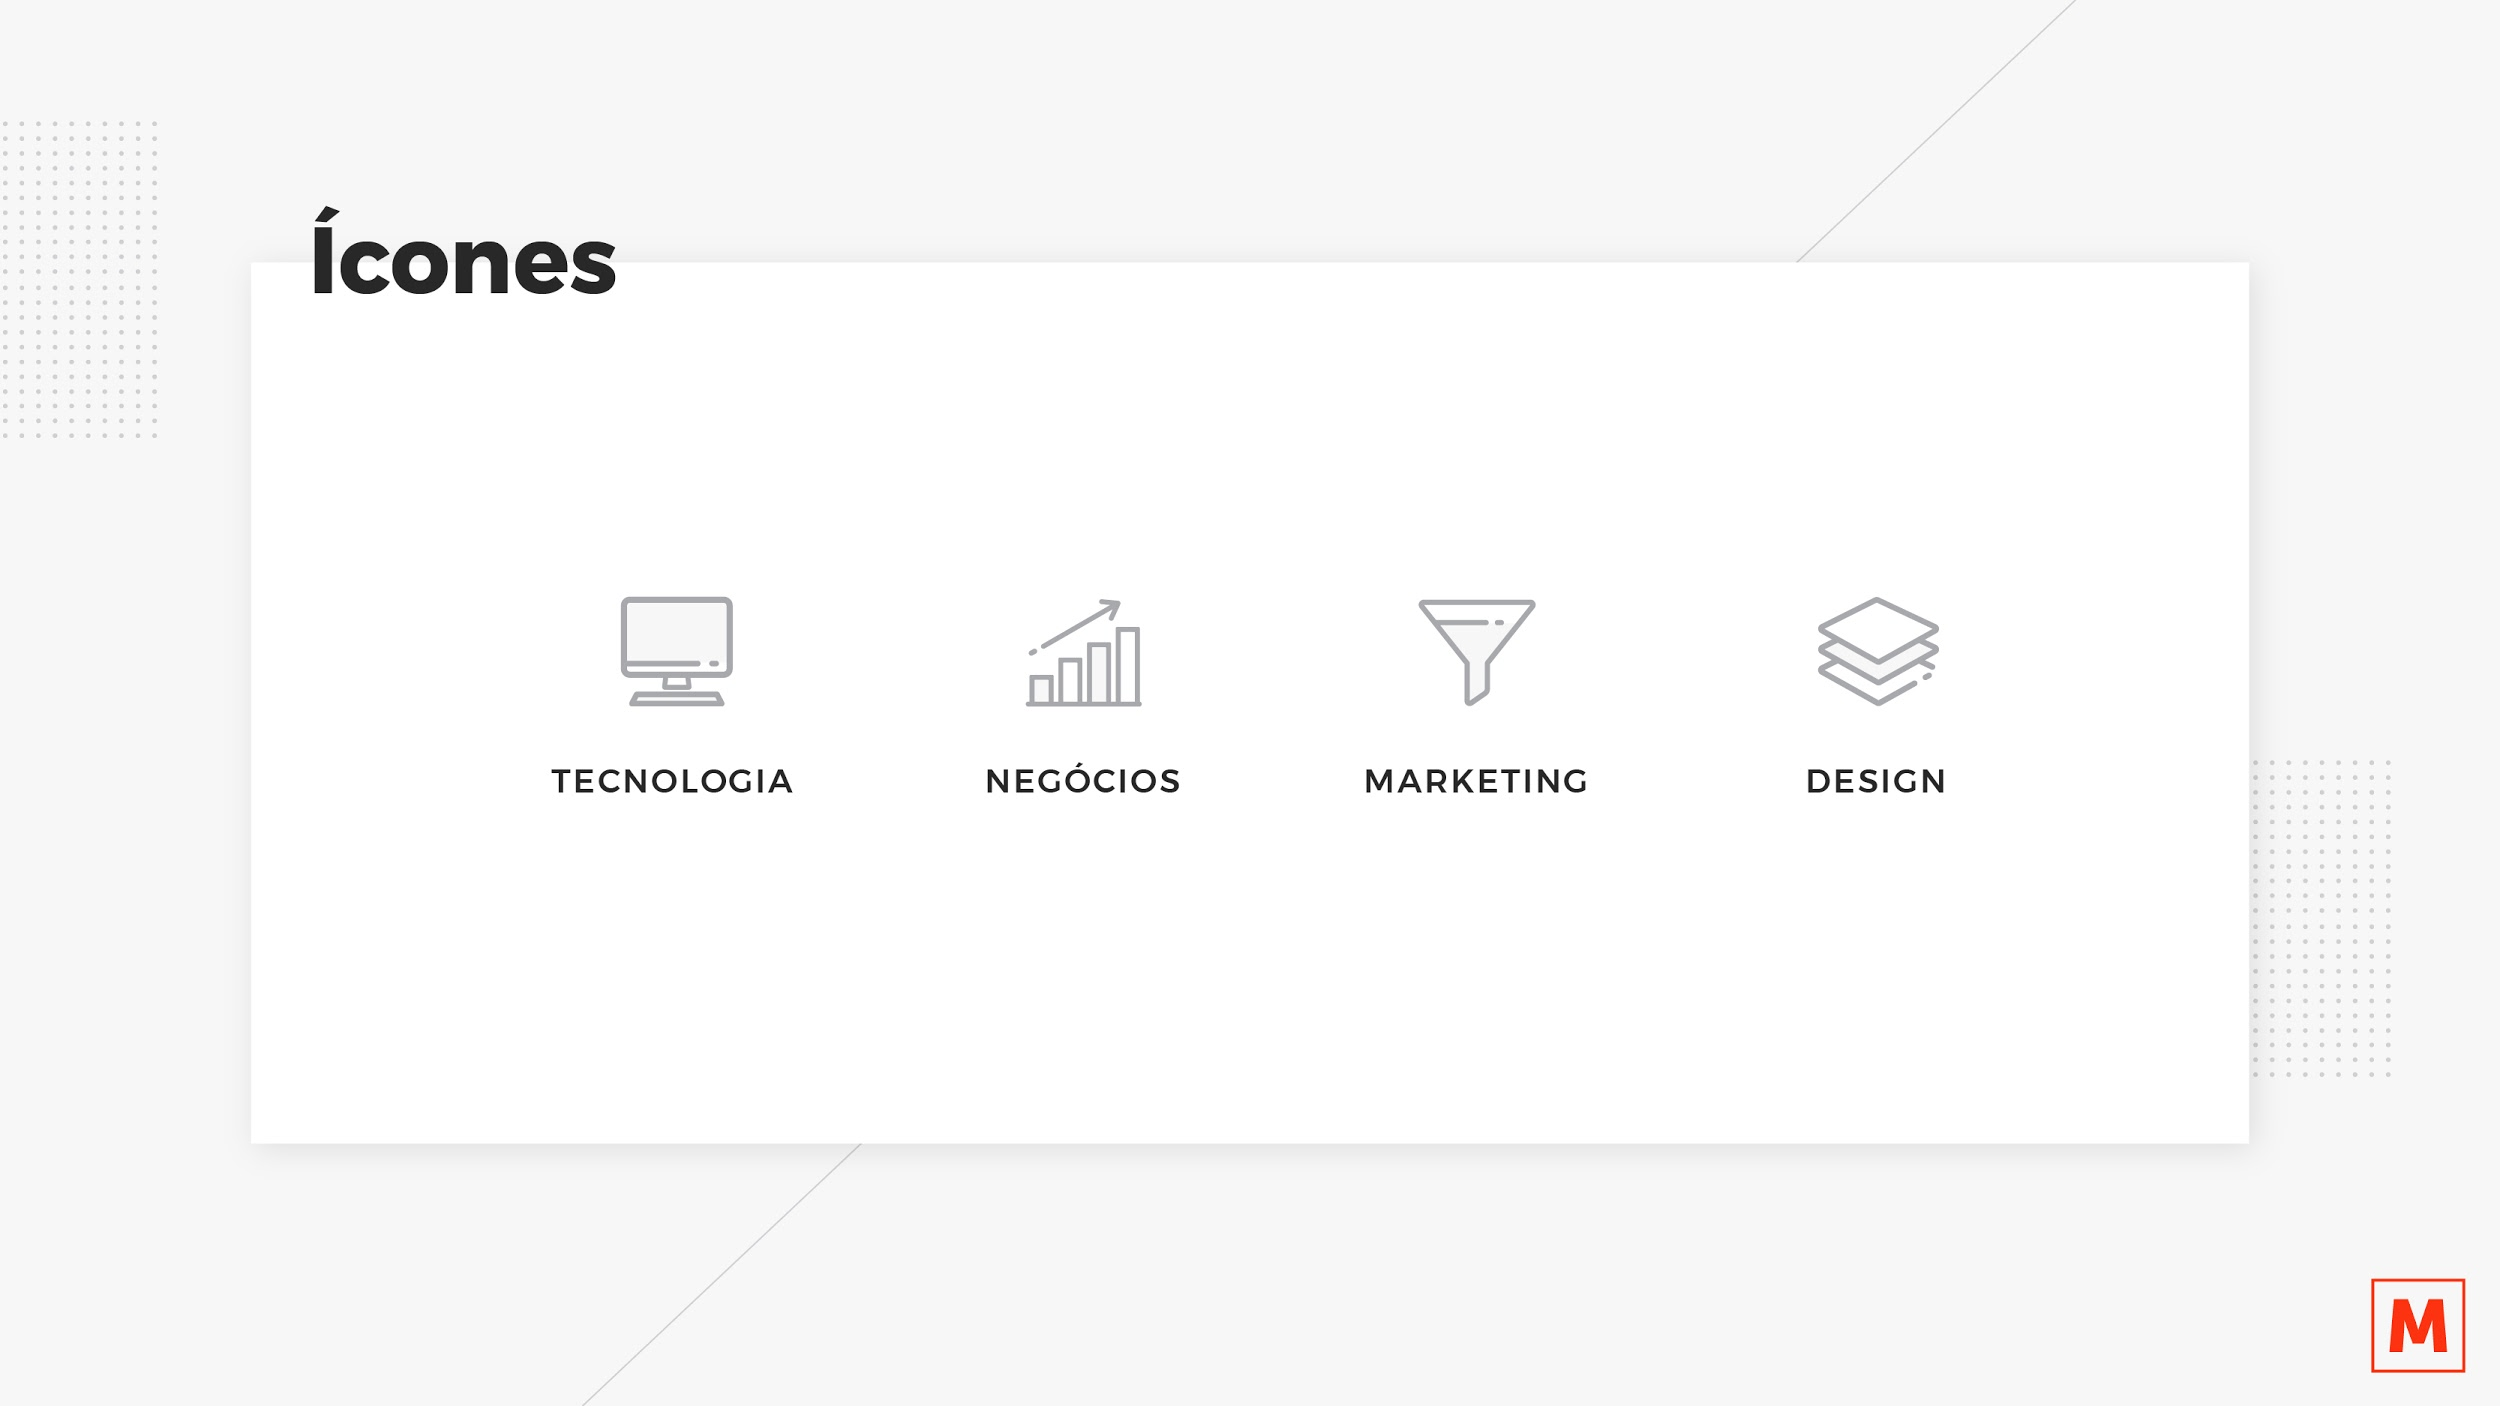 Ícones
TECNOLOGIA
NEGÓCIOS
MARKETING
DESIGN
M